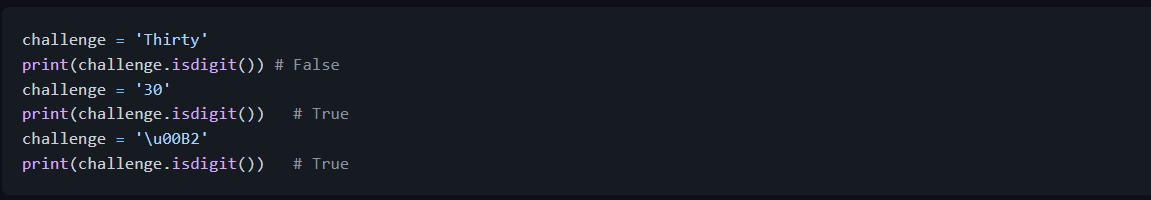 challenge = 'Thirty'
print(challenge.isdigit()) # False
challenge = '30'
print(challenge.isdigit())   # True
challenge = '\u00B2'
print(challenge.isdigit())   # True